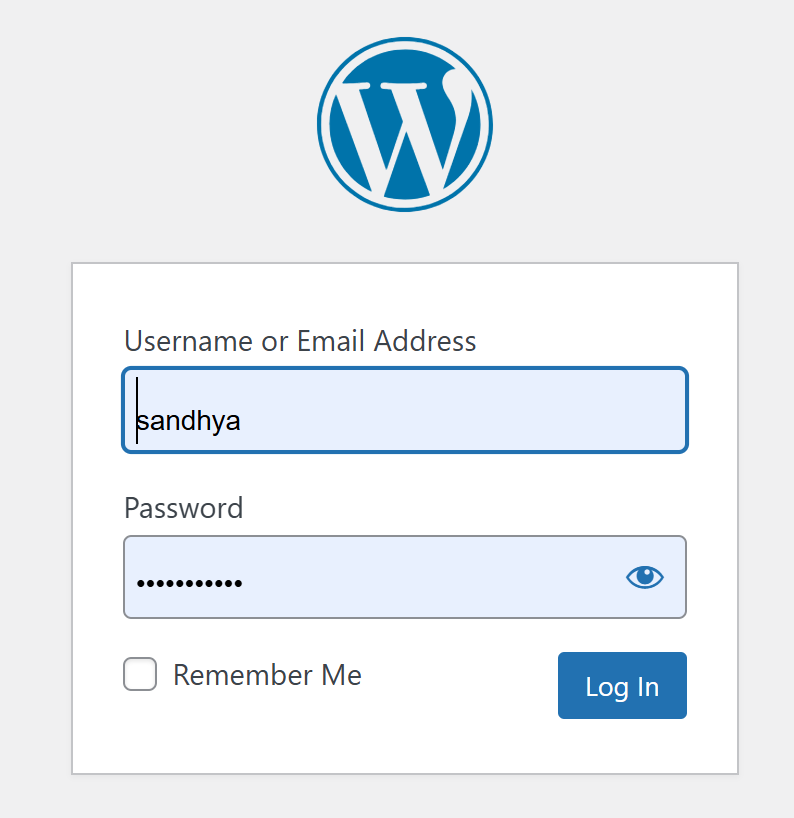 Username or Email Address
sandhya
Password
•••••••••••
Remember Me
Log In